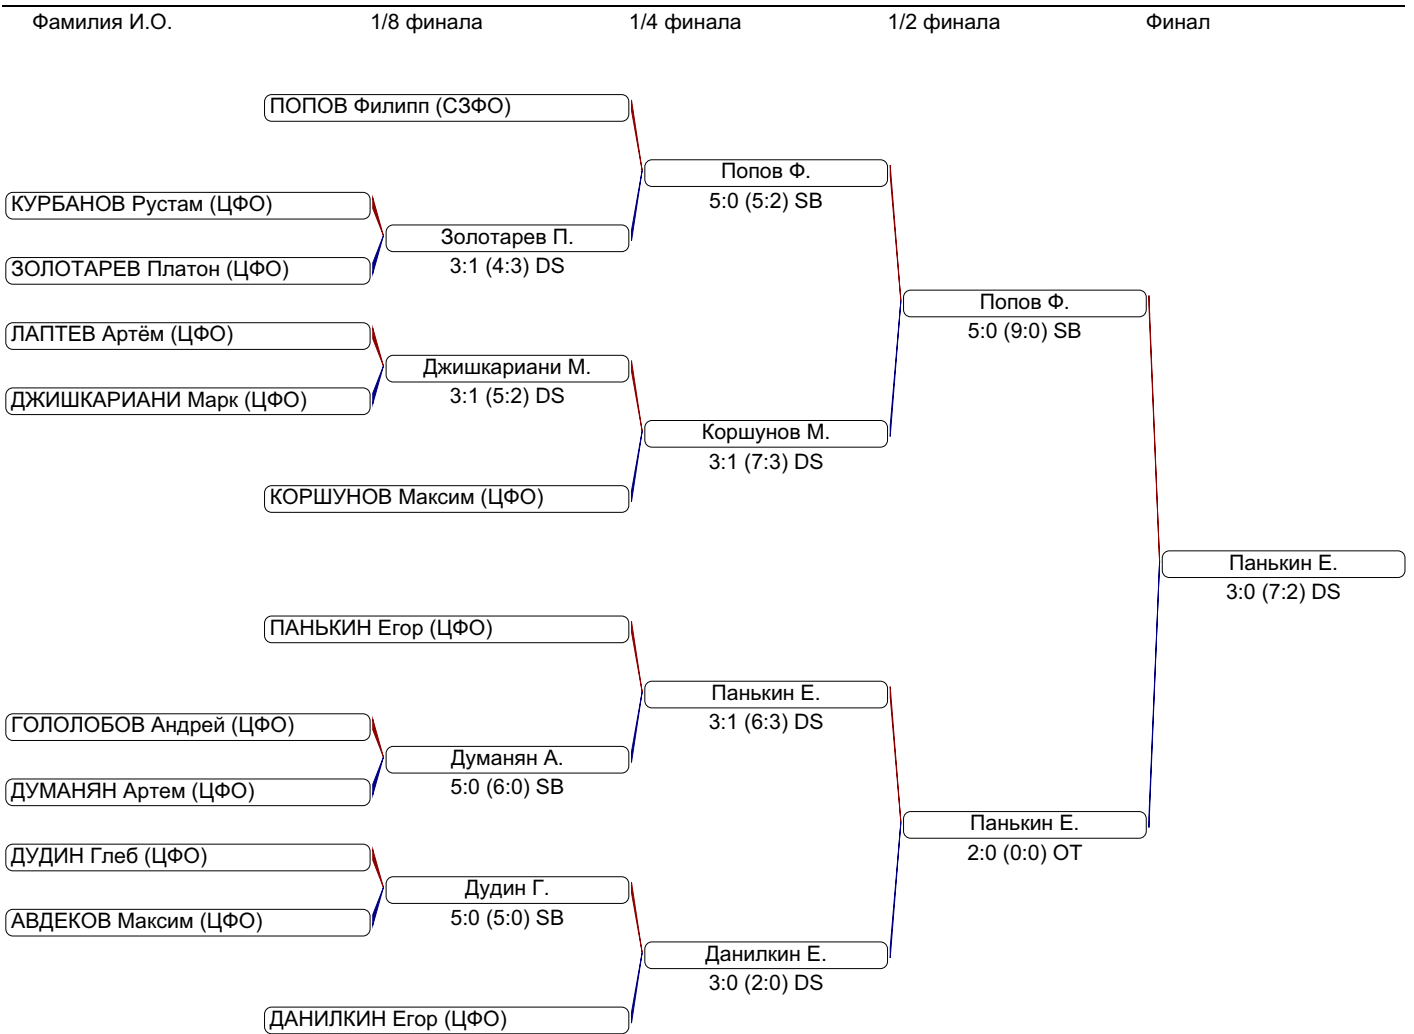 Фамилия И.О. 1/8 финала 1/4 финала 1/2 финала Финал
ПОПОВ Филипп (СЗФО)
Попов Ф.
5:0 (5:2) SB
КУРБАНОВ Рустам (ЦФО)
Золотарев П.
3:1 (4:3) DS
ЗОЛОТАРЕВ Платон (ЦФО)
Попов Ф.
5:0 (9:0) SB
ЛАПТЕВ Артём (ЦФО)
Джишкариани М.
3:1 (5:2) DS
ДЖИШКАРИАНИ Марк (ЦФО)
Коршунов М.
3:1 (7:3) DS
КОРШУНОВ Максим (ЦФО)
Панькин Е.
3:0 (7:2) DS
ПАНЬКИН Егор (ЦФО)
Панькин Е.
3:1 (6:3) DS
ГОЛОЛОБОВ Андрей (ЦФО)
Думанян А.
5:0 (6:0) SB
ДУМАНЯН Артем (ЦФО)
Панькин Е.
2:0 (0:0) OT
ДУДИН Глеб (ЦФО)
Дудин Г.
5:0 (5:0) SB
АВДЕКОВ Максим (ЦФО)
Данилкин Е.
3:0 (2:0) DS
ДАНИЛКИН Егор (ЦФО)